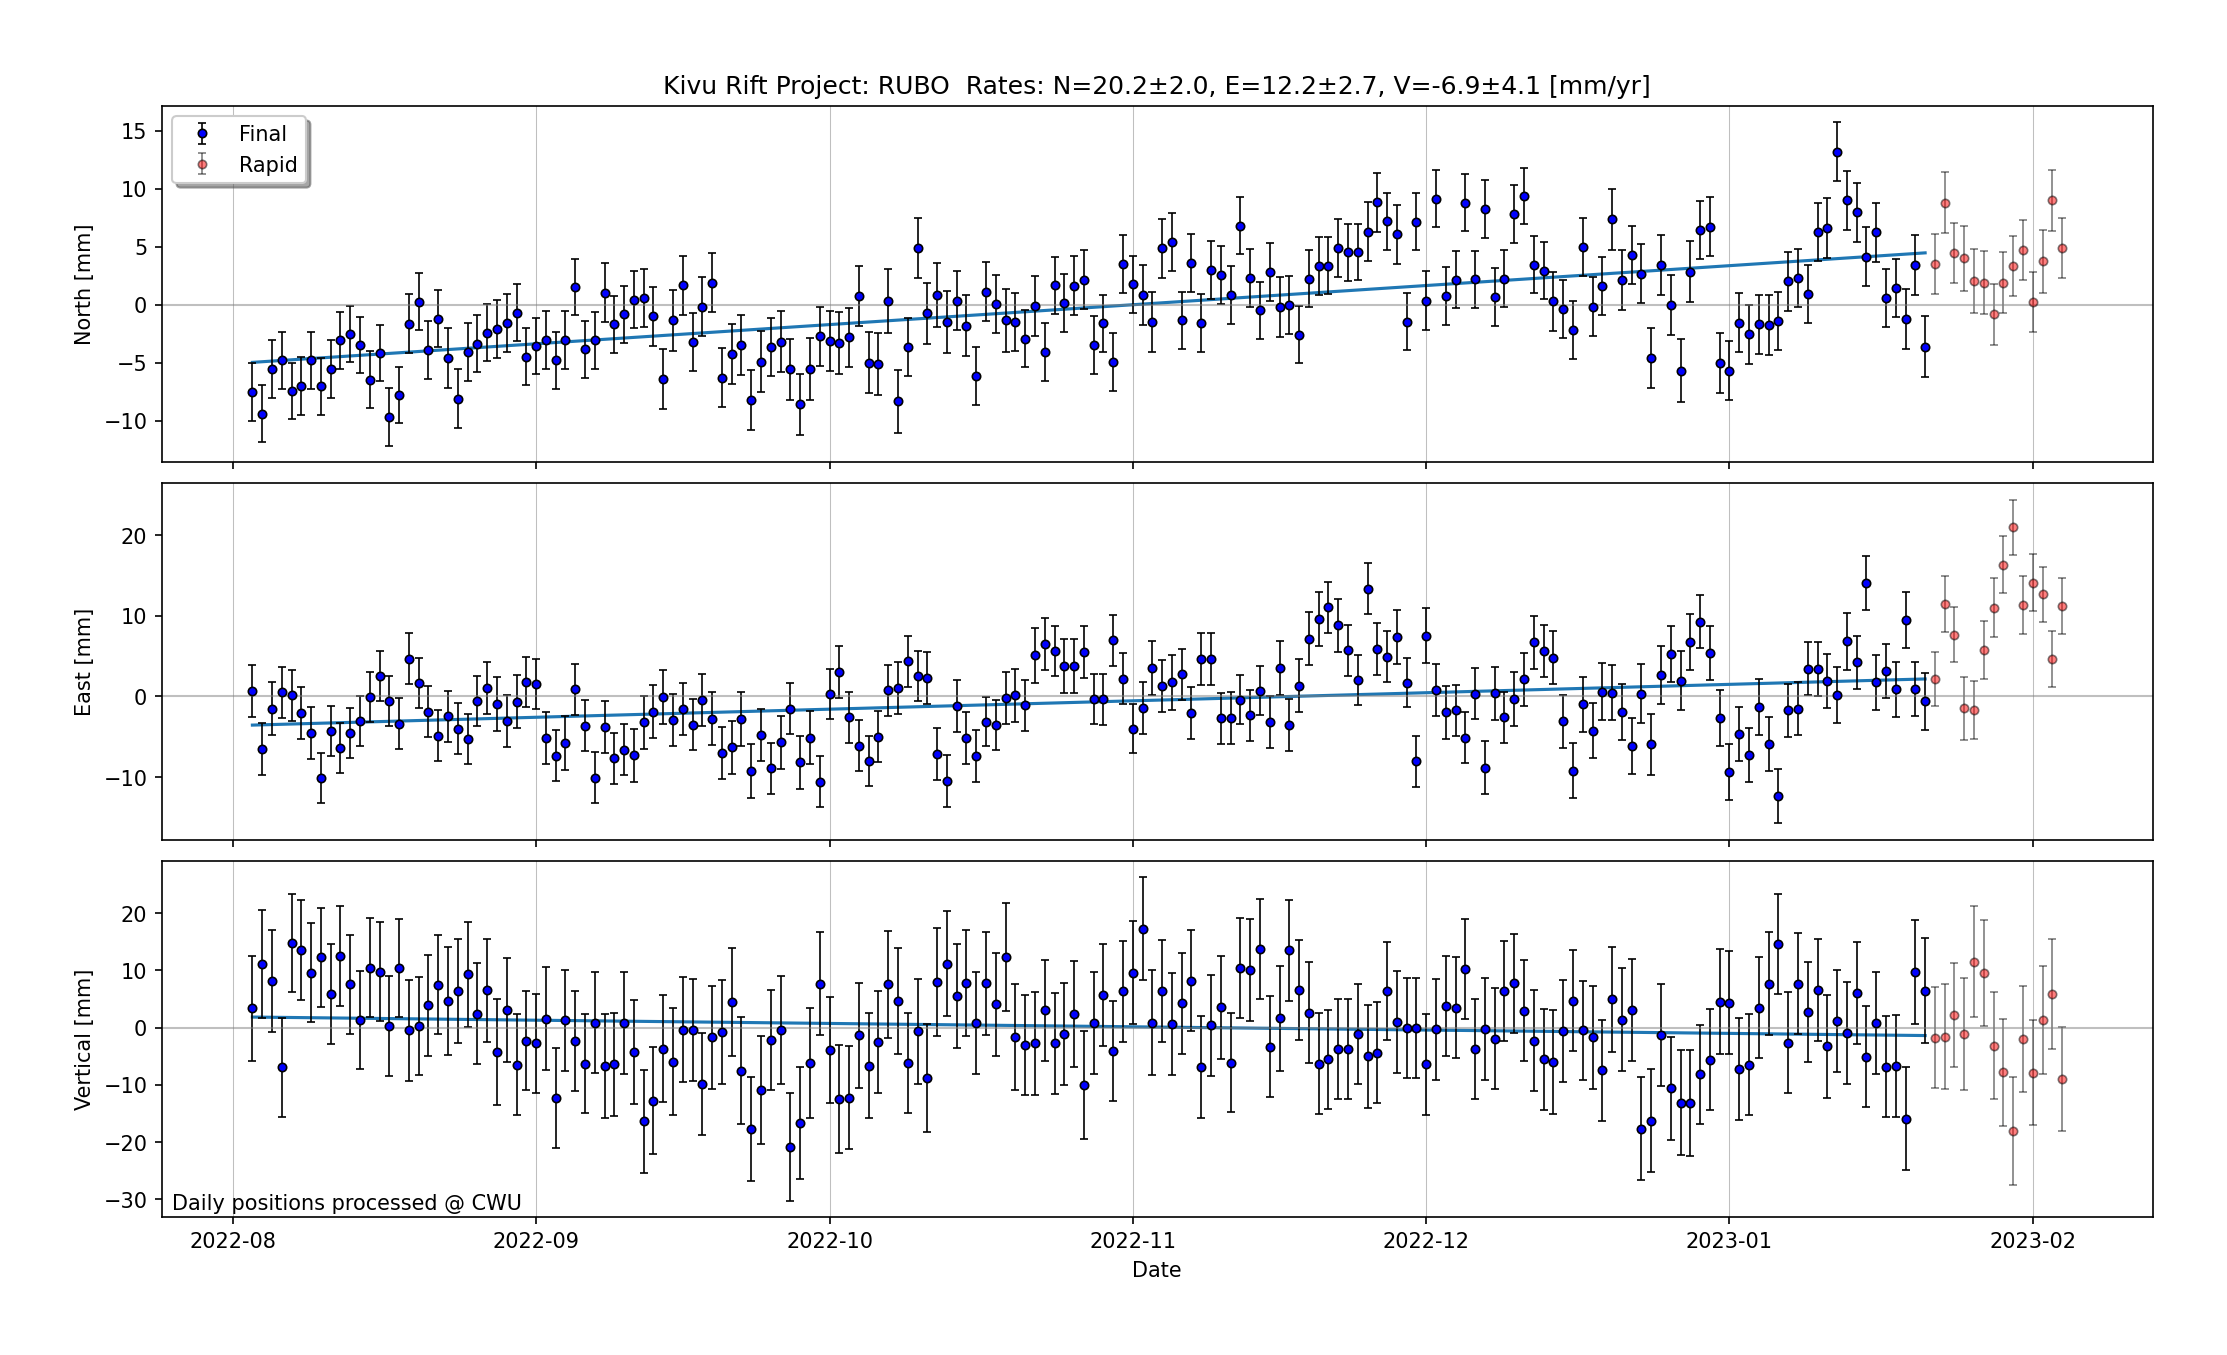 Kivu Rift Project: RUBO  Rates: N=20.2±2.0, E=12.2±2.7, V=-6.9±4.1 [mm/yr]
Final
Rapid
North [mm]
15
10
5
0
−5
−10
East [mm]
20
10
0
−10
Vertical [mm]
20
10
0
−10
−20
−30
Daily positions processed @ CWU
2022-08 2022-09 2022-10 2022-11 2022-12 2023-01 2023-02
Date